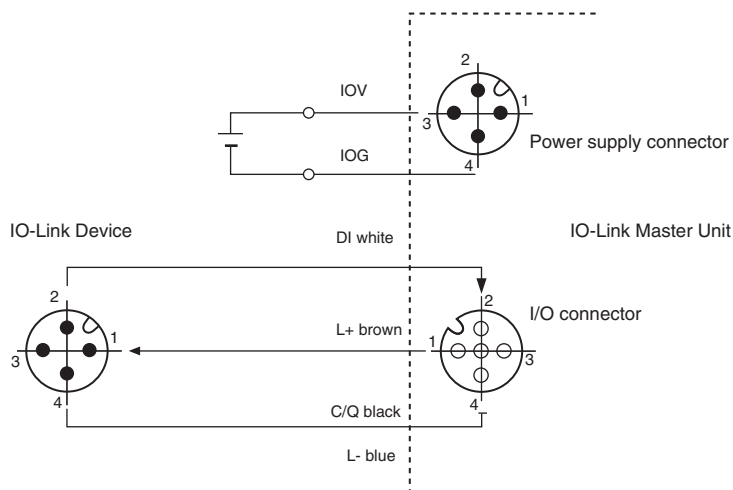 2
IOV
1
3
Power supply connector
IOG
4
IO-Link Device
DI white
IO-Link Master Unit
2
2
I/O connector
1
L+ brown
1
3
3
4
C/Q black
4
L- blue